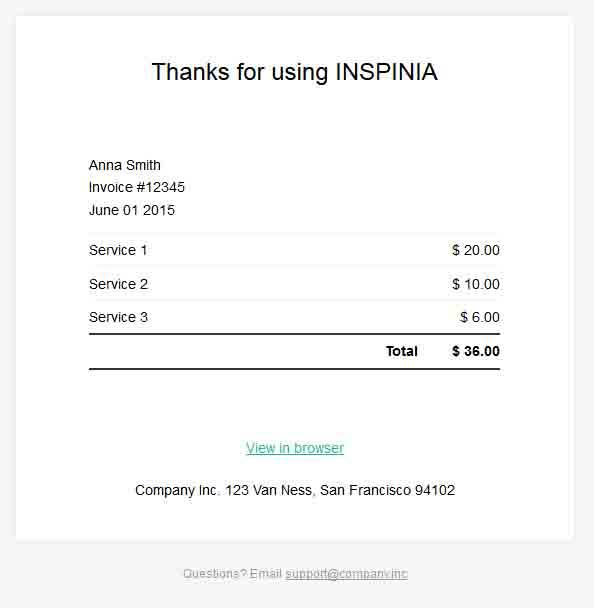 Thanks for using INSPINIA
Anna Smith
Invoice #12345
June 01 2015
Service 1 $ 20.00
Service 2 $ 10.00
Service 3 $ 6.00
Total $ 36.00
View in browser
Company Inc. 123 Van Ness, San Francisco 94102
Questions? Email support@company.inc